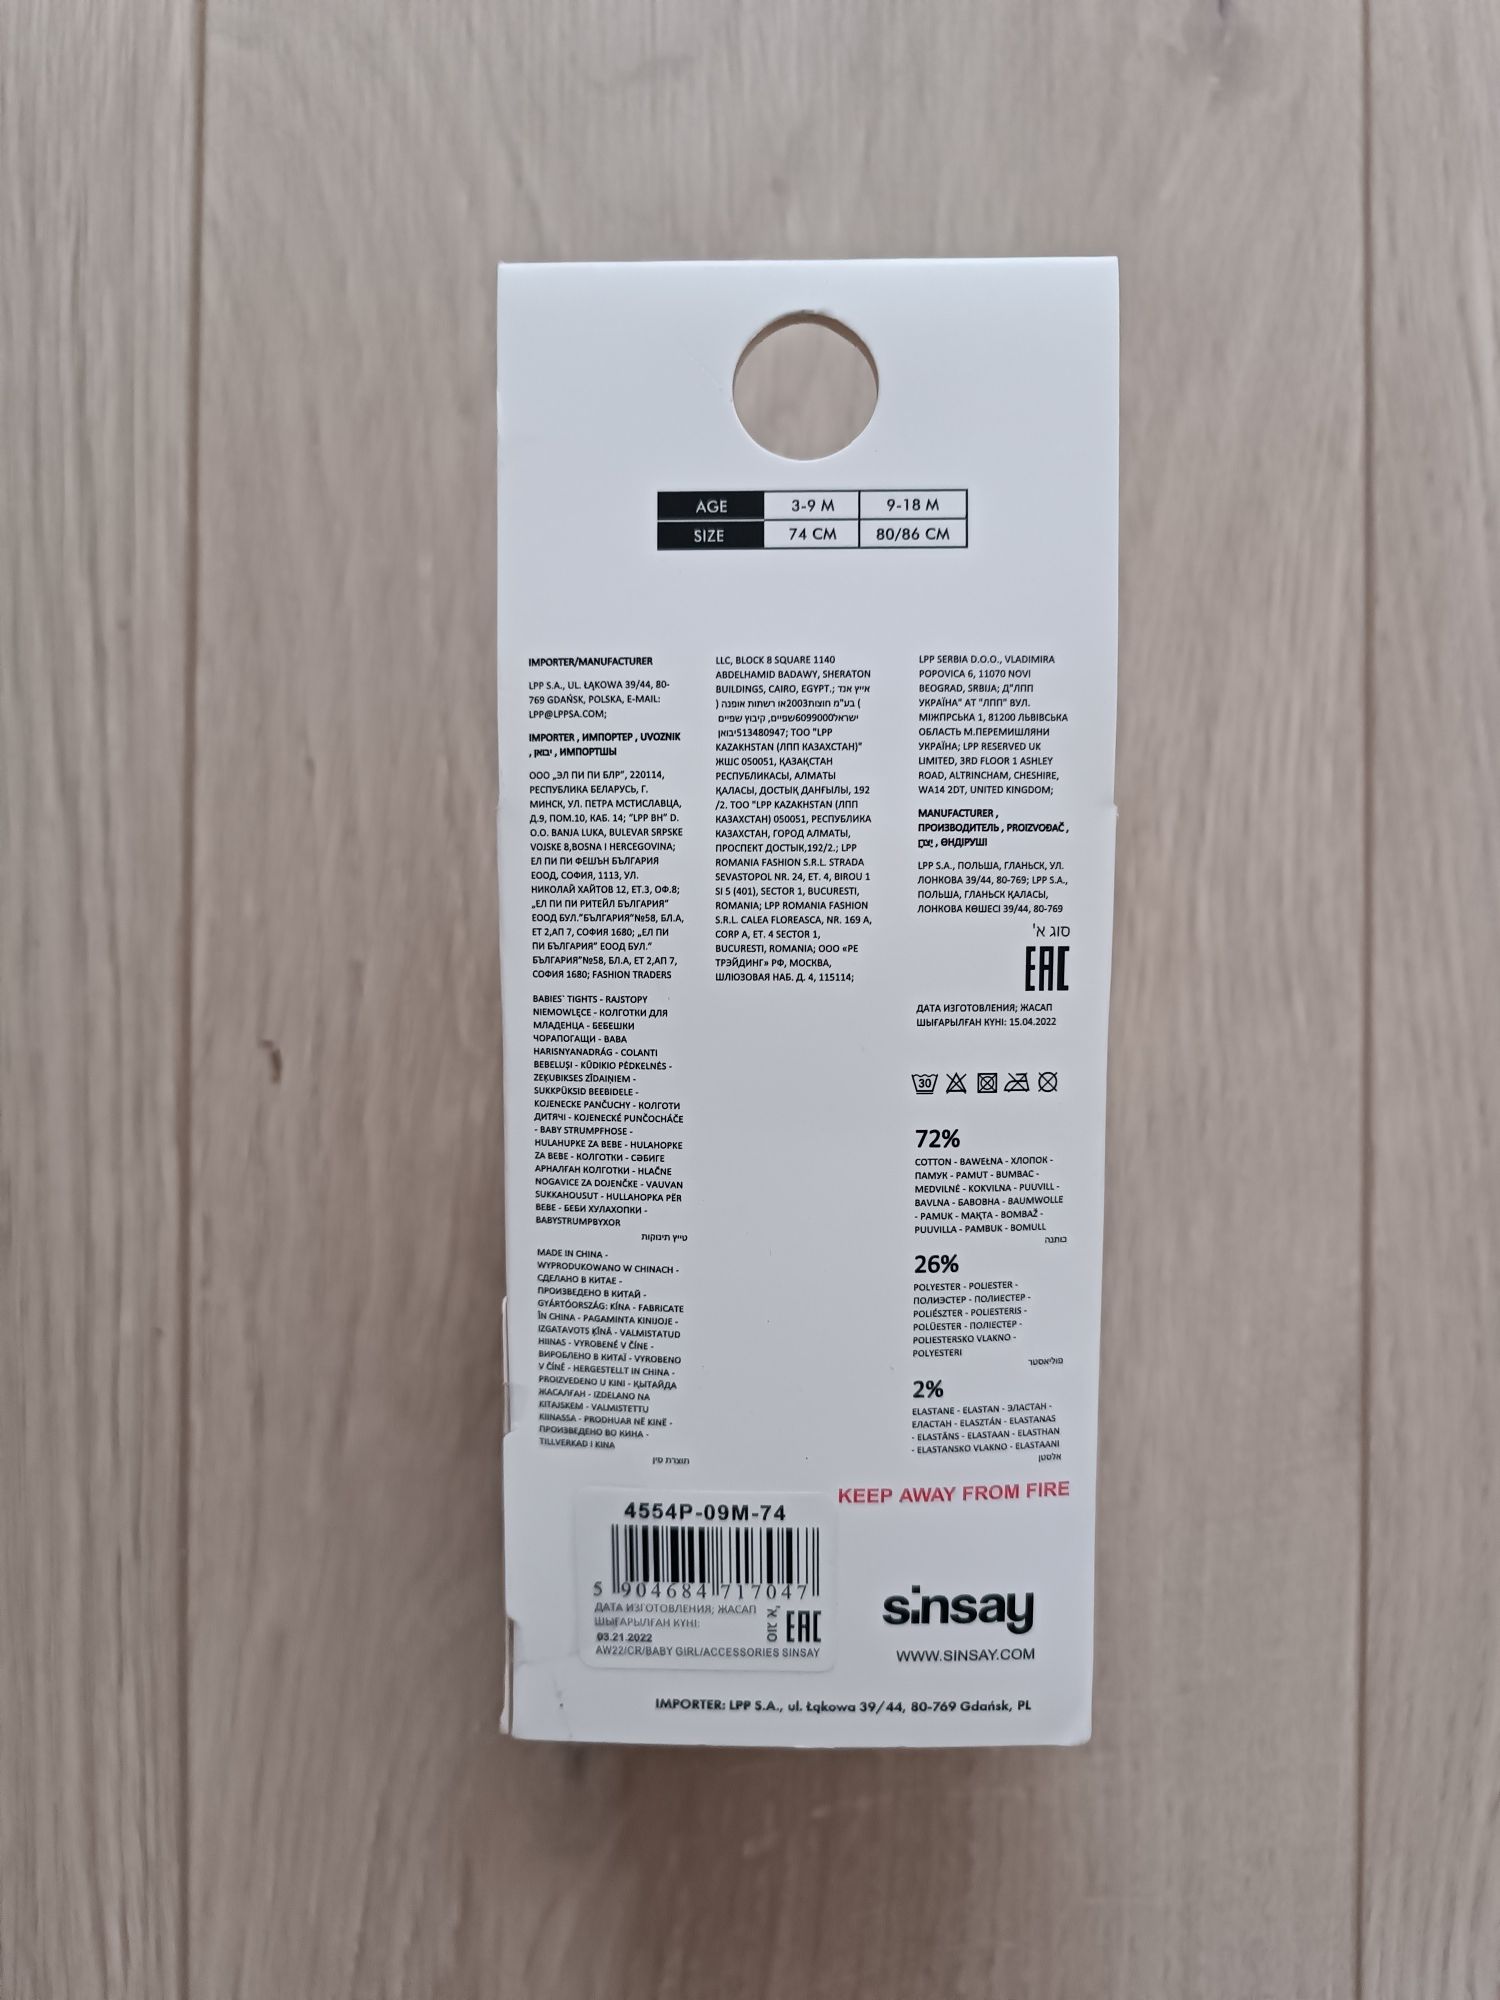 AGE 3-9 M 9-18 M
SIZE 74 CM 80/86 CM
IMPORTER/MANUFACTURER
LPP S.A., UL. ŁĄKOWA 39/44, 80-
769 GDAŃSK, POLSKA, E-MAIL:
LPP@LPPSA.COM;
IMPORTER , ИМПОРТЕР , UVOZNIK
, יבואן , ИМПОРТШЫ
ООО „ЭЛ ПИ ПИ БЛР", 220114,
РЕСПУБЛИКА БЕЛАРУСЬ, Г.
МИНСК, УЛ. ПЕТРА МСТИСЛАВЦА,
Д.9, ПОМ.10, КАБ. 14; "LPP BH" D.
O.O. BANJA LUKA, BULEVAR SRPSKE
VOJSKE 8,BOSNA I HERCEGOVINA;
ЕЛ ПИ ПИ ФЕШЪН БЪЛГАРИЯ
ЕООД, СОФИЯ, 1113, УЛ.
НИКОЛАЙ ХАЙТОВ 12, ЕТ.3, ОФ.8;
„ЕЛ ПИ ПИ РИТЕЙЛ БЪЛГАРИЯ"
ЕООД БУЛ."БЪЛГАРИЯ"№58, БЛ.А,
ЕТ 2,АП 7, СОФИЯ 1680; „ЕЛ ПИ
ПИ БЪЛГАРИЯ" ЕООД БУЛ."
БЪЛГАРИЯ"№58, БЛ.А, ЕТ 2,АП 7,
СОФИЯ 1680; FASHION TRADERS
LLC, BLOCK 8 SQUARE 1140
ABDELHAMID BADAWY, SHERATON
BUILDINGS, CAIRO, EGYPT.; אייץ אנד
) בע"מ חוצות2003או רשתות אופנה (
ישראל6099000שפיים, קיבוץ שפיים
יבואן513480947; ТОО "LPP
KAZAKHSTAN (ЛПП КАЗАХСТАН)"
ЖШС 050051, ҚАЗАҚСТАН
РЕСПУБЛИКАСЫ, АЛМАТЫ
ҚАЛАСЫ, ДОСТЫҚ ДАНҒЫЛЫ, 192
/2. ТОО "LPP KAZAKHSTAN (ЛПП
КАЗАХСТАН) 050051, РЕСПУБЛИКА
КАЗАХСТАН, ГОРОД АЛМАТЫ,
ПРОСПЕКТ ДОСТЫК,192/2.; LPP
ROMANIA FASHION S.R.L. STRADA
SEVASTOPOL NR. 24, ET. 4, BIROU 1
SI 5 (401), SECTOR 1, BUCURESTI,
ROMANIA; LPP ROMANIA FASHION
S.R.L. CALEA FLOREASCA, NR. 169 A,
CORP A, ET. 4 SECTOR 1,
BUCURESTI, ROMANIA; ООО «РЕ
ТРЭЙДИНГ» РФ, МОСКВА,
ШЛЮЗОВАЯ НАБ. Д. 4, 115114;
LPP SERBIA D.O.O., VLADIMIRA
POPOVICA 6, 11070 NOVI
BEOGRAD, SRBIJA; Д"ЛПП
УКРАЇНА" АТ "ЛПП" ВУЛ.
МІЖПРСЬКА 1, 81200 ЛЬВІВСЬКА
ОБЛАСТЬ М.ПЕРЕМИШЛЯНИ
УКРАЇНА; LPP RESERVED UK
LIMITED, 3RD FLOOR 1 ASHLEY
ROAD, ALTRINCHAM, CHESHIRE,
WA14 2DT, UNITED KINGDOM;
MANUFACTURER ,
ПРОИЗВОДИТЕЛЬ , PROIZVOĐAČ ,
יצרן , ӨНДІРУШІ
LPP S.A., ПОЛЬША, ГЛАНЬСК, УЛ.
ЛОНКОВА 39/44, 80-769; LPP S.A.,
ПОЛЬША, ГЛАНЬСК ҚАЛАСЫ,
ЛОНКОВА КӨШЕСІ 39/44, 80-769
סוג א'
EAC
ДАТА ИЗГОТОВЛЕНИЯ; ЖАСАП
ШЫҒАРЫЛҒАН КҮНІ: 15.04.2022
30
BABIES` TIGHTS - RAJSTOPY
NIEMOWLĘCE - КОЛГОТКИ ДЛЯ
МЛАДЕНЦА - БЕБЕШКИ
ЧОРАПОГАЩИ - BABA
HARISNYANADRÁG - COLANTI
BEBELUȘI - KŪDIKIO PĖDKELNĖS -
ZEĶUBIKSES ZĪDAIŅIEM -
SUKKPÜKSID BEEBIDELE -
KOJENECKE PANČUCHY - КОЛГОТИ
ДИТЯЧІ - KOJENECKÉ PUNČOCHÁČE
- BABY STRUMPFHOSE -
HULAHUPKE ZA BEBE - HULAHOPKE
ZA BEBE - КОЛГОТКИ - СӘБИГЕ
АРНАЛҒАН КОЛГОТКИ - HLAČNE
NOGAVICE ZA DOJENČKE - VAUVAN
SUKKAHOUSUT - HULLAHOPKA PËR
BEBE - БЕБИ ХУЛАХОПКИ -
BABYSTRUMPBYXOR
טייץ תינוקות
MADE IN CHINA -
WYPRODUKOWANO W CHINACH -
СДЕЛАНО В КИТАЕ -
ПРОИЗВЕДЕНО В КИТАЙ -
GYÁRTÓORSZÁG: KÍNA - FABRICATE
ÎN CHINA - PAGAMINTA KINIJOJE -
IZGATAVOTS ĶĪNĀ - VALMISTATUD
HIINAS - VYROBENÉ V ČÍNE -
ВИРОБЛЕНО В КИТАЇ - VYROBENO
V ČÍNĚ - HERGESTELLT IN CHINA -
PROIZVEDENO U KINI - ҚЫТАЙДА
ЖАСАЛҒАН - IZDELANO NA
KITAJSKEM - VALMISTETTU
KIINASSA - PRODHUAR NË KINË -
ПРОИЗВЕДЕНО ВО КИНА -
TILLVERKAD I KINA
תוצרת סין
72%
COTTON - BAWEŁNA - ХЛОПОК -
ПАМУК - PAMUT - BUMBAC -
MEDVILNĖ - KOKVILNA - PUUVILL -
BAVLNA - БАВОВНА - BAUMWOLLE
- PAMUK - МАҚТА - BOMBAŽ -
PUUVILLA - PAMBUK - BOMULL
כותנה
26%
POLYESTER - POLIESTER -
ПОЛИЭСТЕР - ПОЛИЕСТЕР -
POLIÉSZTER - POLIESTERIS -
POLÜESTER - ПОЛІЕСТЕР -
POLIESTERSKO VLAKNO -
POLYESTERI
פוליאסטר
2%
ELASTANE - ELASTAN - ЭЛАСТАН -
ЕЛАСТАН - ELASZTÁN - ELASTANAS
- ELASTĀNS - ELASTAAN - ELASTHAN
- ELASTANSKO VLAKNO - ELASTAANI
אלסטן
KEEP AWAY FROM FIRE
4554P-09M-74
5 904684 717047
ДАТА ИЗГОТОВЛЕНИЯ; ЖАСАП
ШЫҒАРЫЛҒАН КҮНІ:
03.21.2022
סוג א' EAC
AW22/CR/BABY GIRL/ACCESSORIES SINSAY
sinsay
WWW.SINSAY.COM
IMPORTER: LPP S.A., ul. Łąkowa 39/44, 80-769 Gdańsk, PL